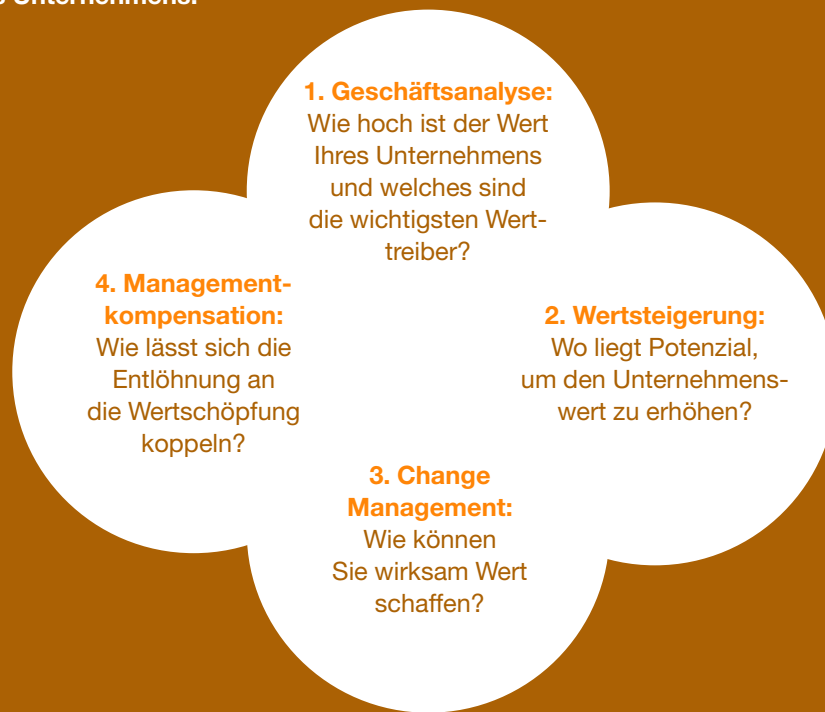 Unternehmens.
1. Geschäftsanalyse:
Wie hoch ist der Wert
Ihres Unternehmens
und welches sind
die wichtigsten Wert-
treiber?
4. Management-
kompensation:
Wie lässt sich die
Entlöhnung an
die Wertschöpfung
koppeln?
2. Wertsteigerung:
Wo liegt Potenzial,
um den Unternehmens-
wert zu erhöhen?
3. Change
Management:
Wie können
Sie wirksam Wert
schaffen?